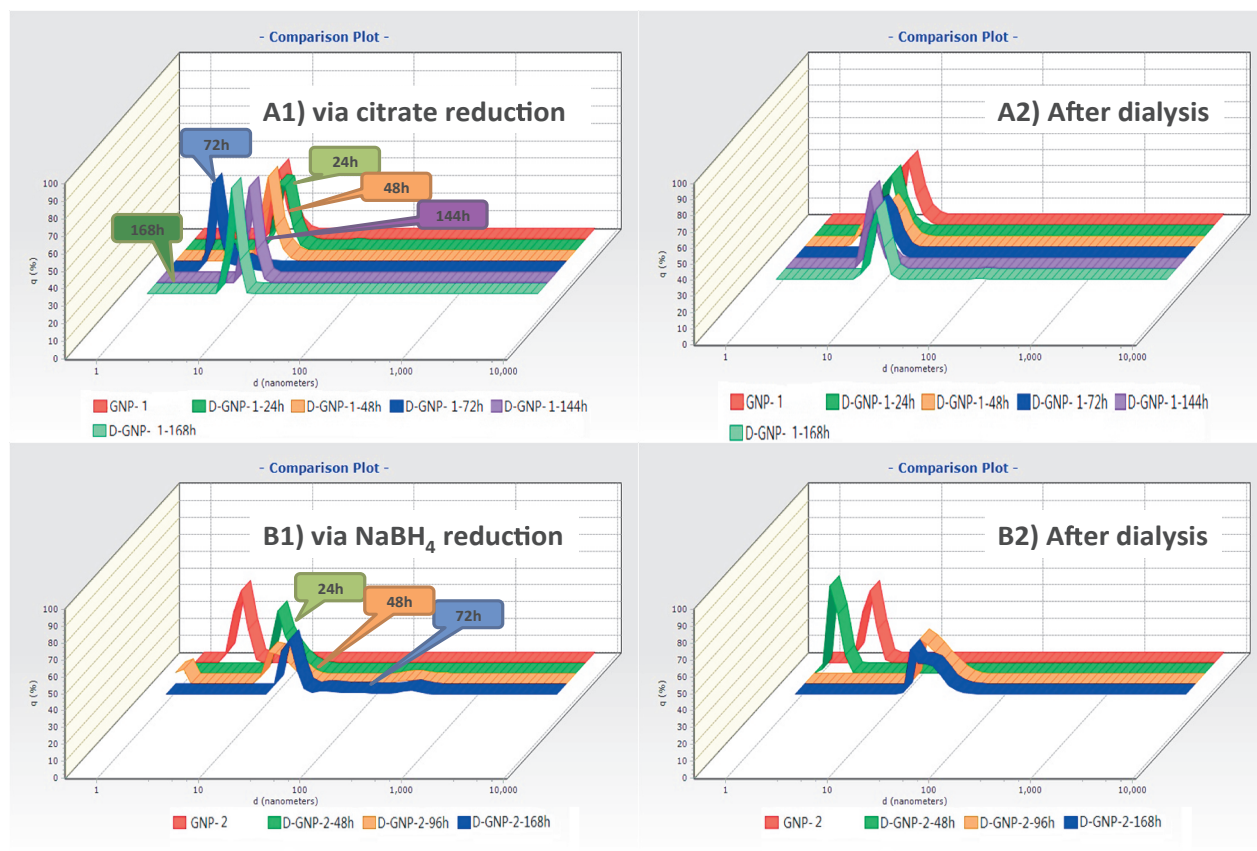 - Comparison Plot -
A1) via citrate reduction
72h
24h
48h
144h
168h
q (%)
100
90
80
70
60
50
40
30
20
10
0
1 10 100 1,000 10,000
d (nanometers)
GNP- 1 D-GNP- 1-24h D-GNP- 1-48h D-GNP- 1-72h D-GNP- 1-144h
D-GNP- 1-168h
- Comparison Plot -
A2) After dialysis
q (%)
100
90
80
70
60
50
40
30
20
10
0
1 10 100 1,000 10,000
d (nanometers)
GNP- 1 D-GNP- 1-24h D-GNP- 1-48h D-GNP- 1-72h D-GNP- 1-144h
D-GNP- 1-168h
- Comparison Plot -
B1) via NaBH4 reduction
24h
48h
72h
q (%)
100
90
80
70
60
50
40
30
20
10
0
1 10 100 1,000 10,000
d (nanometers)
GNP- 2 D-GNP-2-48h D-GNP-2-96h D-GNP-2-168h
- Comparison Plot -
B2) After dialysis
q (%)
100
90
80
70
60
50
40
30
20
10
0
1 10 100 1,000 10,000
d (nanometers)
GNP- 2 D-GNP-2-48h D-GNP-2-96h D-GNP-2-168h